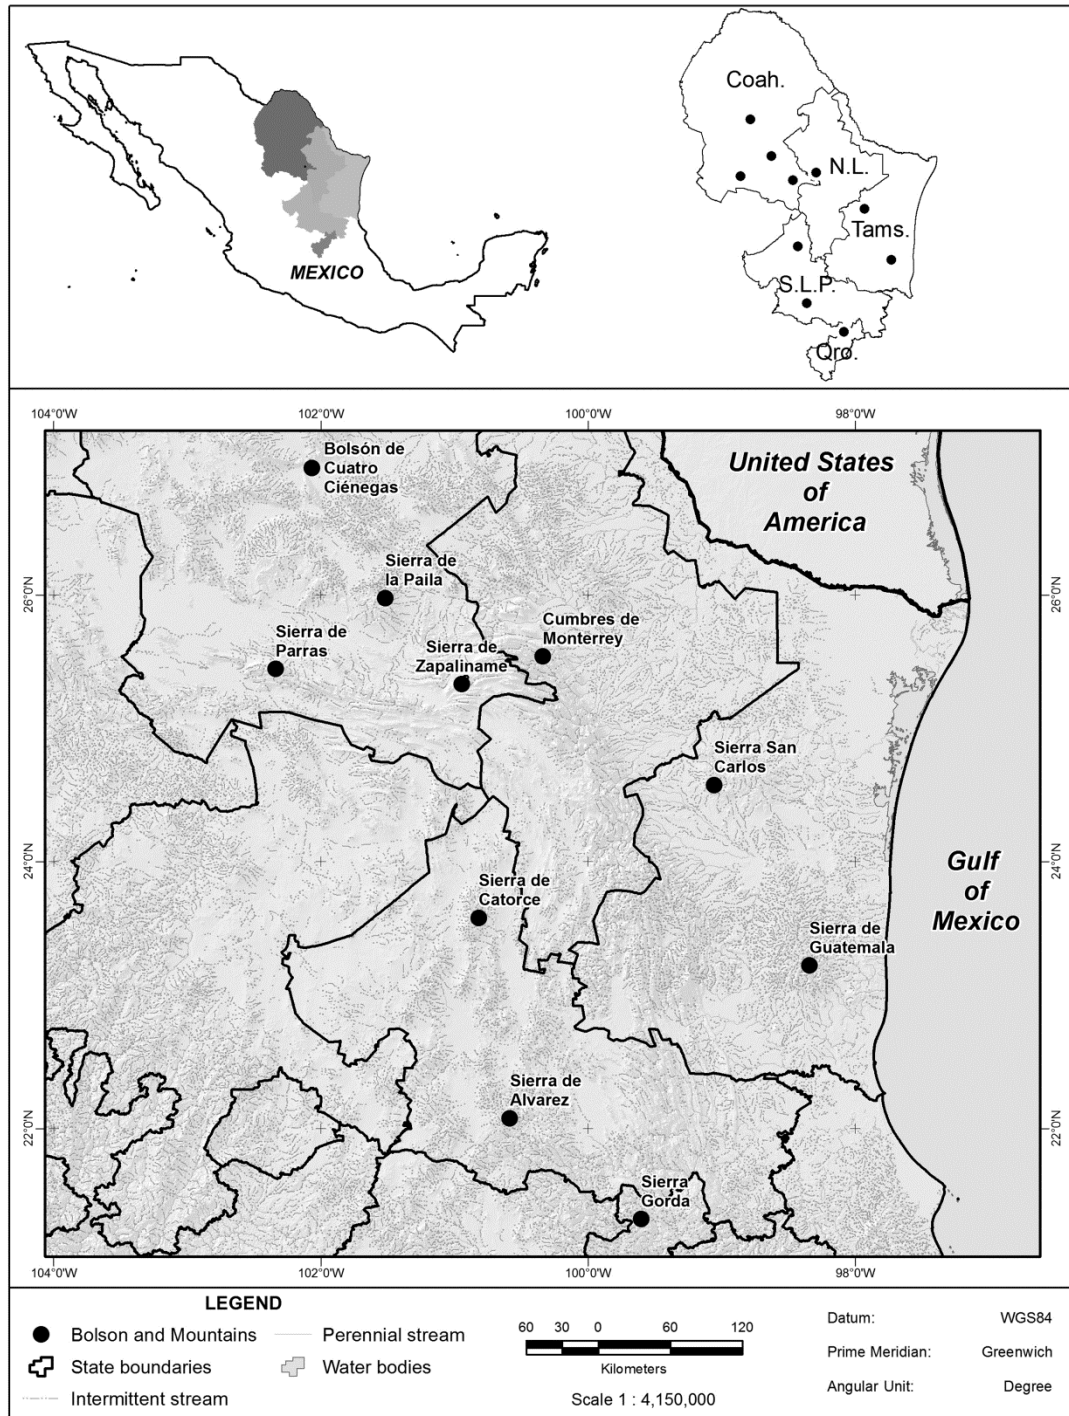 MEXICO
Coah.
N.L.
Tams.
S.L.P.
Qro.
104°0'W
102°0'W
100°0'W
98°0'W
Bolsón de
Cuatro
Ciénegas
United States
of
America
Sierra de
la Paila
26°0'N
26°0'N
Sierra de
Parras
Sierra de
Zapaliname
Cumbres de
Monterrey
Sierra San
Carlos
24°0'N
24°0'N
Sierra de
Catorce
Gulf
of
Mexico
Sierra de
Guatemala
Sierra de
Alvarez
22°0'N
22°0'N
Sierra
Gorda
104°0'W
102°0'W
100°0'W
98°0'W
LEGEND
Bolson and Mountains
Perennial stream
State boundaries
Water bodies
Intermittent stream
60 30 0 60 120
Kilometers
Scale 1 : 4,150,000
Datum: WGS84
Prime Meridian: Greenwich
Angular Unit: Degree